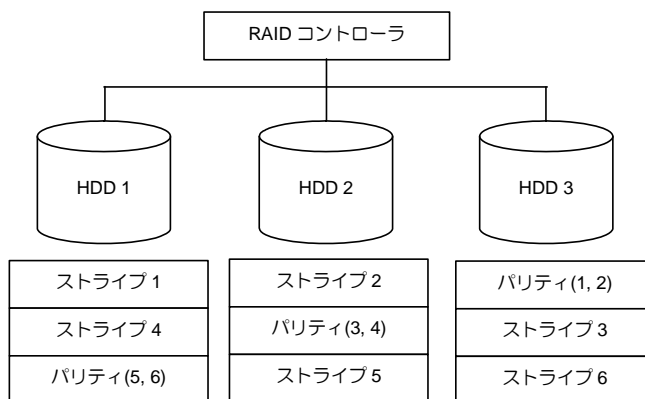 RAID コントローラ
HDD 1
HDD 2
HDD 3
ストライプ 1
ストライプ 2
パリティ(1, 2)
ストライプ 4
パリティ(3, 4)
ストライプ 3
パリティ(5, 6)
ストライプ 5
ストライプ 6